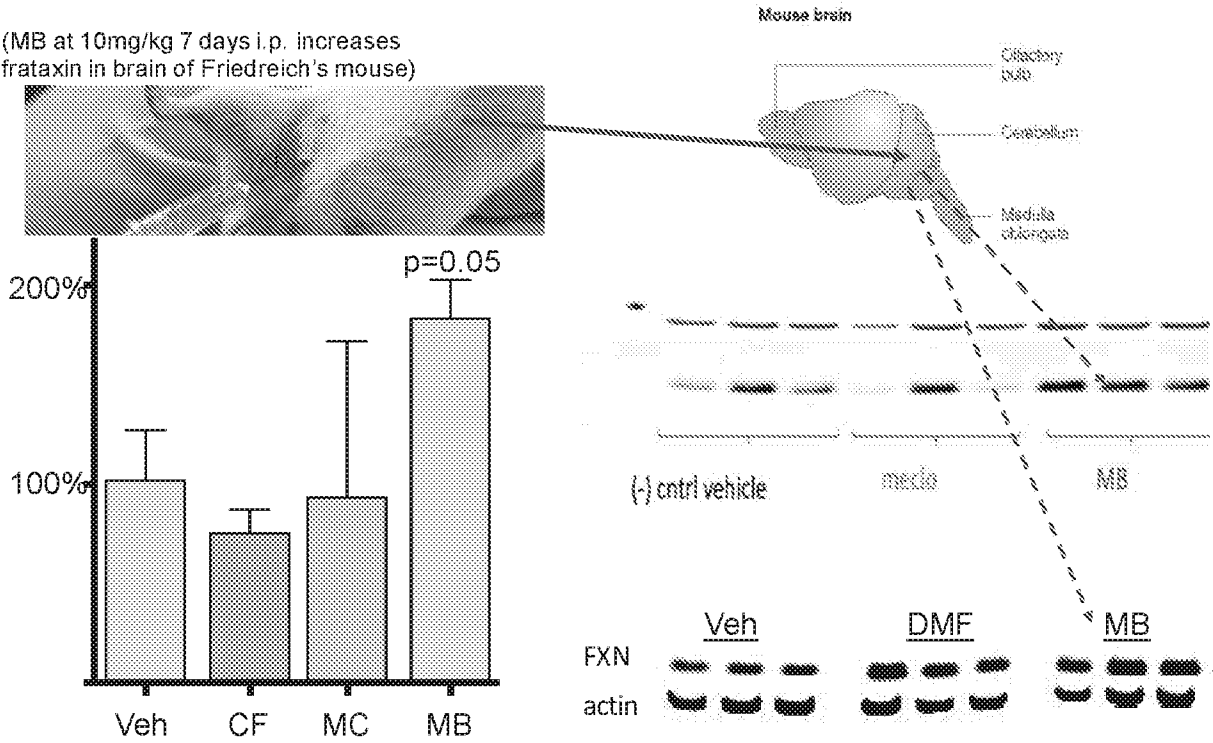 Mouse brain
(MB at 10mg/kg 7 days i.p. increases
frataxin in brain of Friedreich's mouse)
Olfactory
bulb
Cerebellum
Medulla
oblongata
p=0.05
200%
100%
Veh
CF
MC
MB
(-) cntrl vehicle
meclo
MB
Veh
DMF
MB
FXN
actin